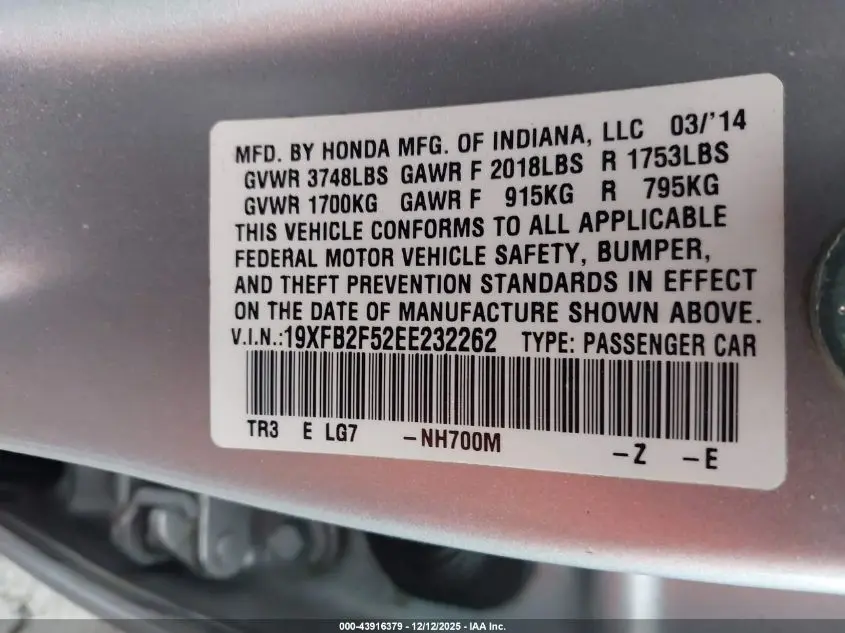 MFD. BY HONDA MFG. OF INDIANA, LLC 03/'14
GVWR 3748LBS GAWR F 2018LBS R 1753LBS
GVWR 1700KG GAWR F 915KG R 795KG
THIS VEHICLE CONFORMS TO ALL APPLICABLE
FEDERAL MOTOR VEHICLE SAFETY, BUMPER,
AND THEFT PREVENTION STANDARDS IN EFFECT
ON THE DATE OF MANUFACTURE SHOWN ABOVE.
V.I.N.:19XFB2F52EE232262 TYPE: PASSENGER CAR
TR3 E LG7 -NH700M -Z -E
000-43916379 - 12/12/2025 - IAA Inc.